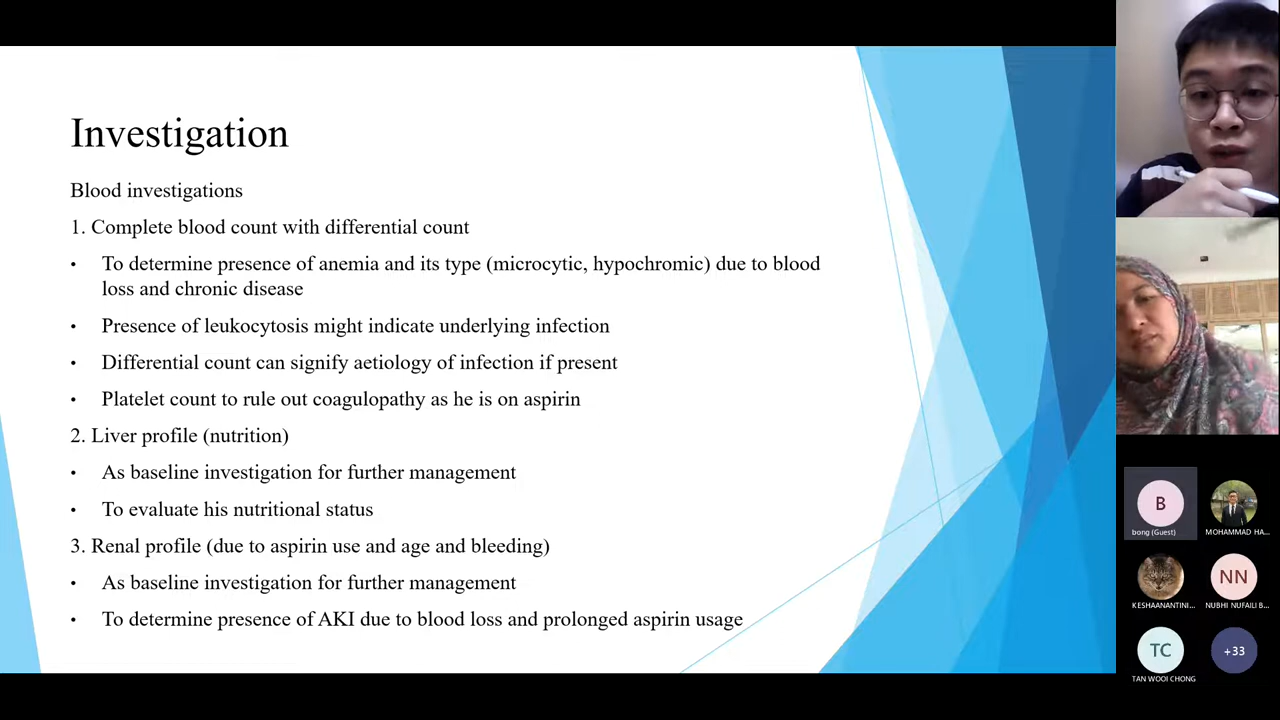 Investigation
Blood investigations
1. Complete blood count with differential count
• To determine presence of anemia and its type (microcytic, hypochromic) due to blood
loss and chronic disease
• Presence of leukocytosis might indicate underlying infection
• Differential count can signify aetiology of infection if present
• Platelet count to rule out coagulopathy as he is on aspirin
2. Liver profile (nutrition)
• As baseline investigation for further management
• To evaluate his nutritional status
3. Renal profile (due to aspirin use and age and bleeding)
• As baseline investigation for further management
• To determine presence of AKI due to blood loss and prolonged aspirin usage
B
bong (Guest)
MOHAMMAD HA...
KESHAANANTINI...
NN
NUBHI NUFAILI B...
TC
TAN WOOI CHONG
+33